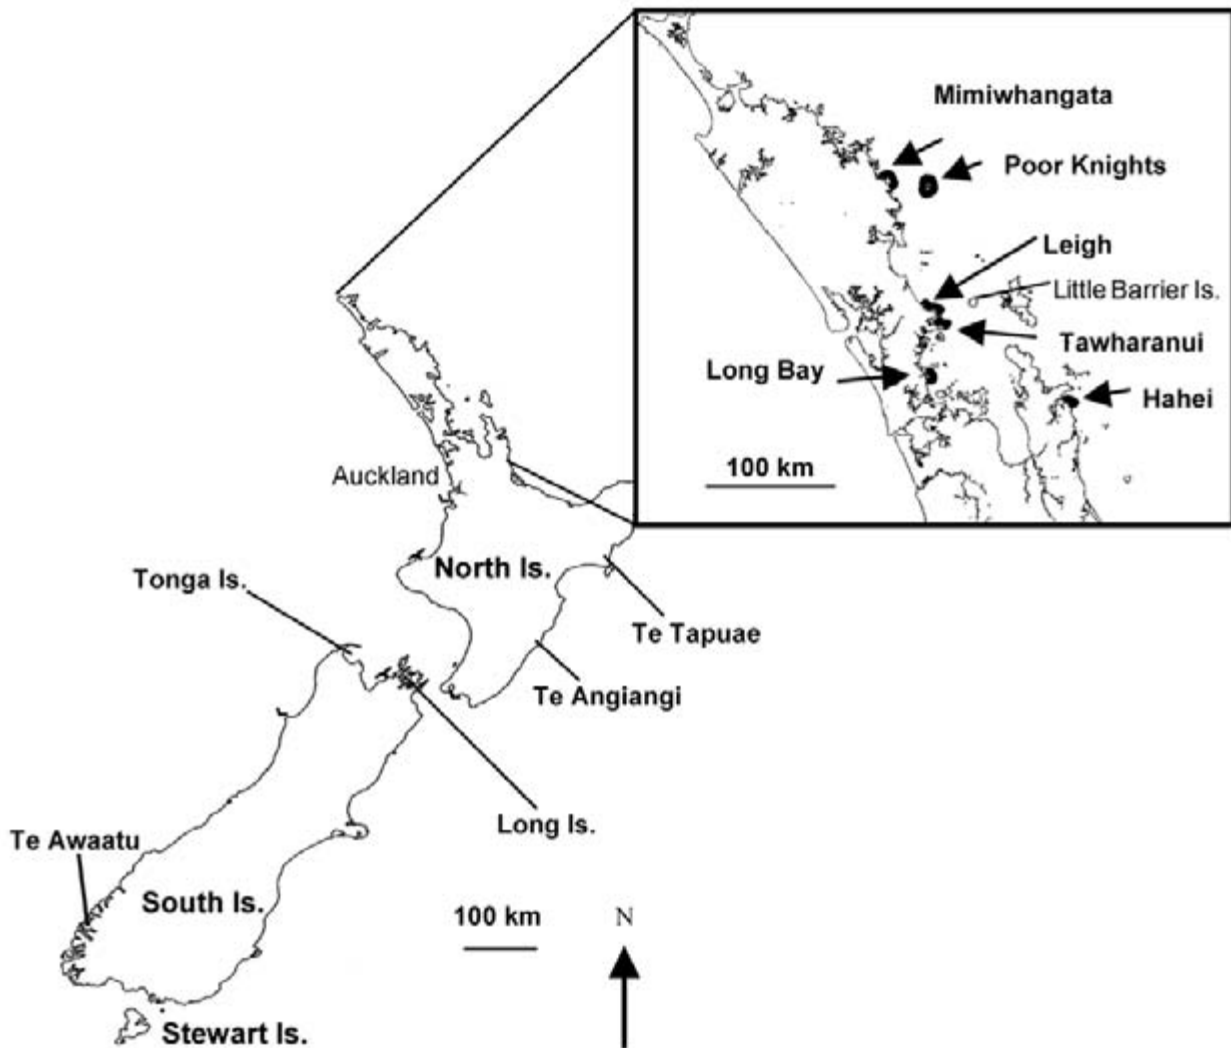 Mimiwhangata
Poor Knights
Leigh
Little Barrier Is.
Tawharanui
Long Bay
Hahei
100 km
Auckland
North Is.
Tonga Is.
Te Tapuae
Te Angiangi
Long Is.
Te Awaatu
South Is.
100 km
N
Stewart Is.